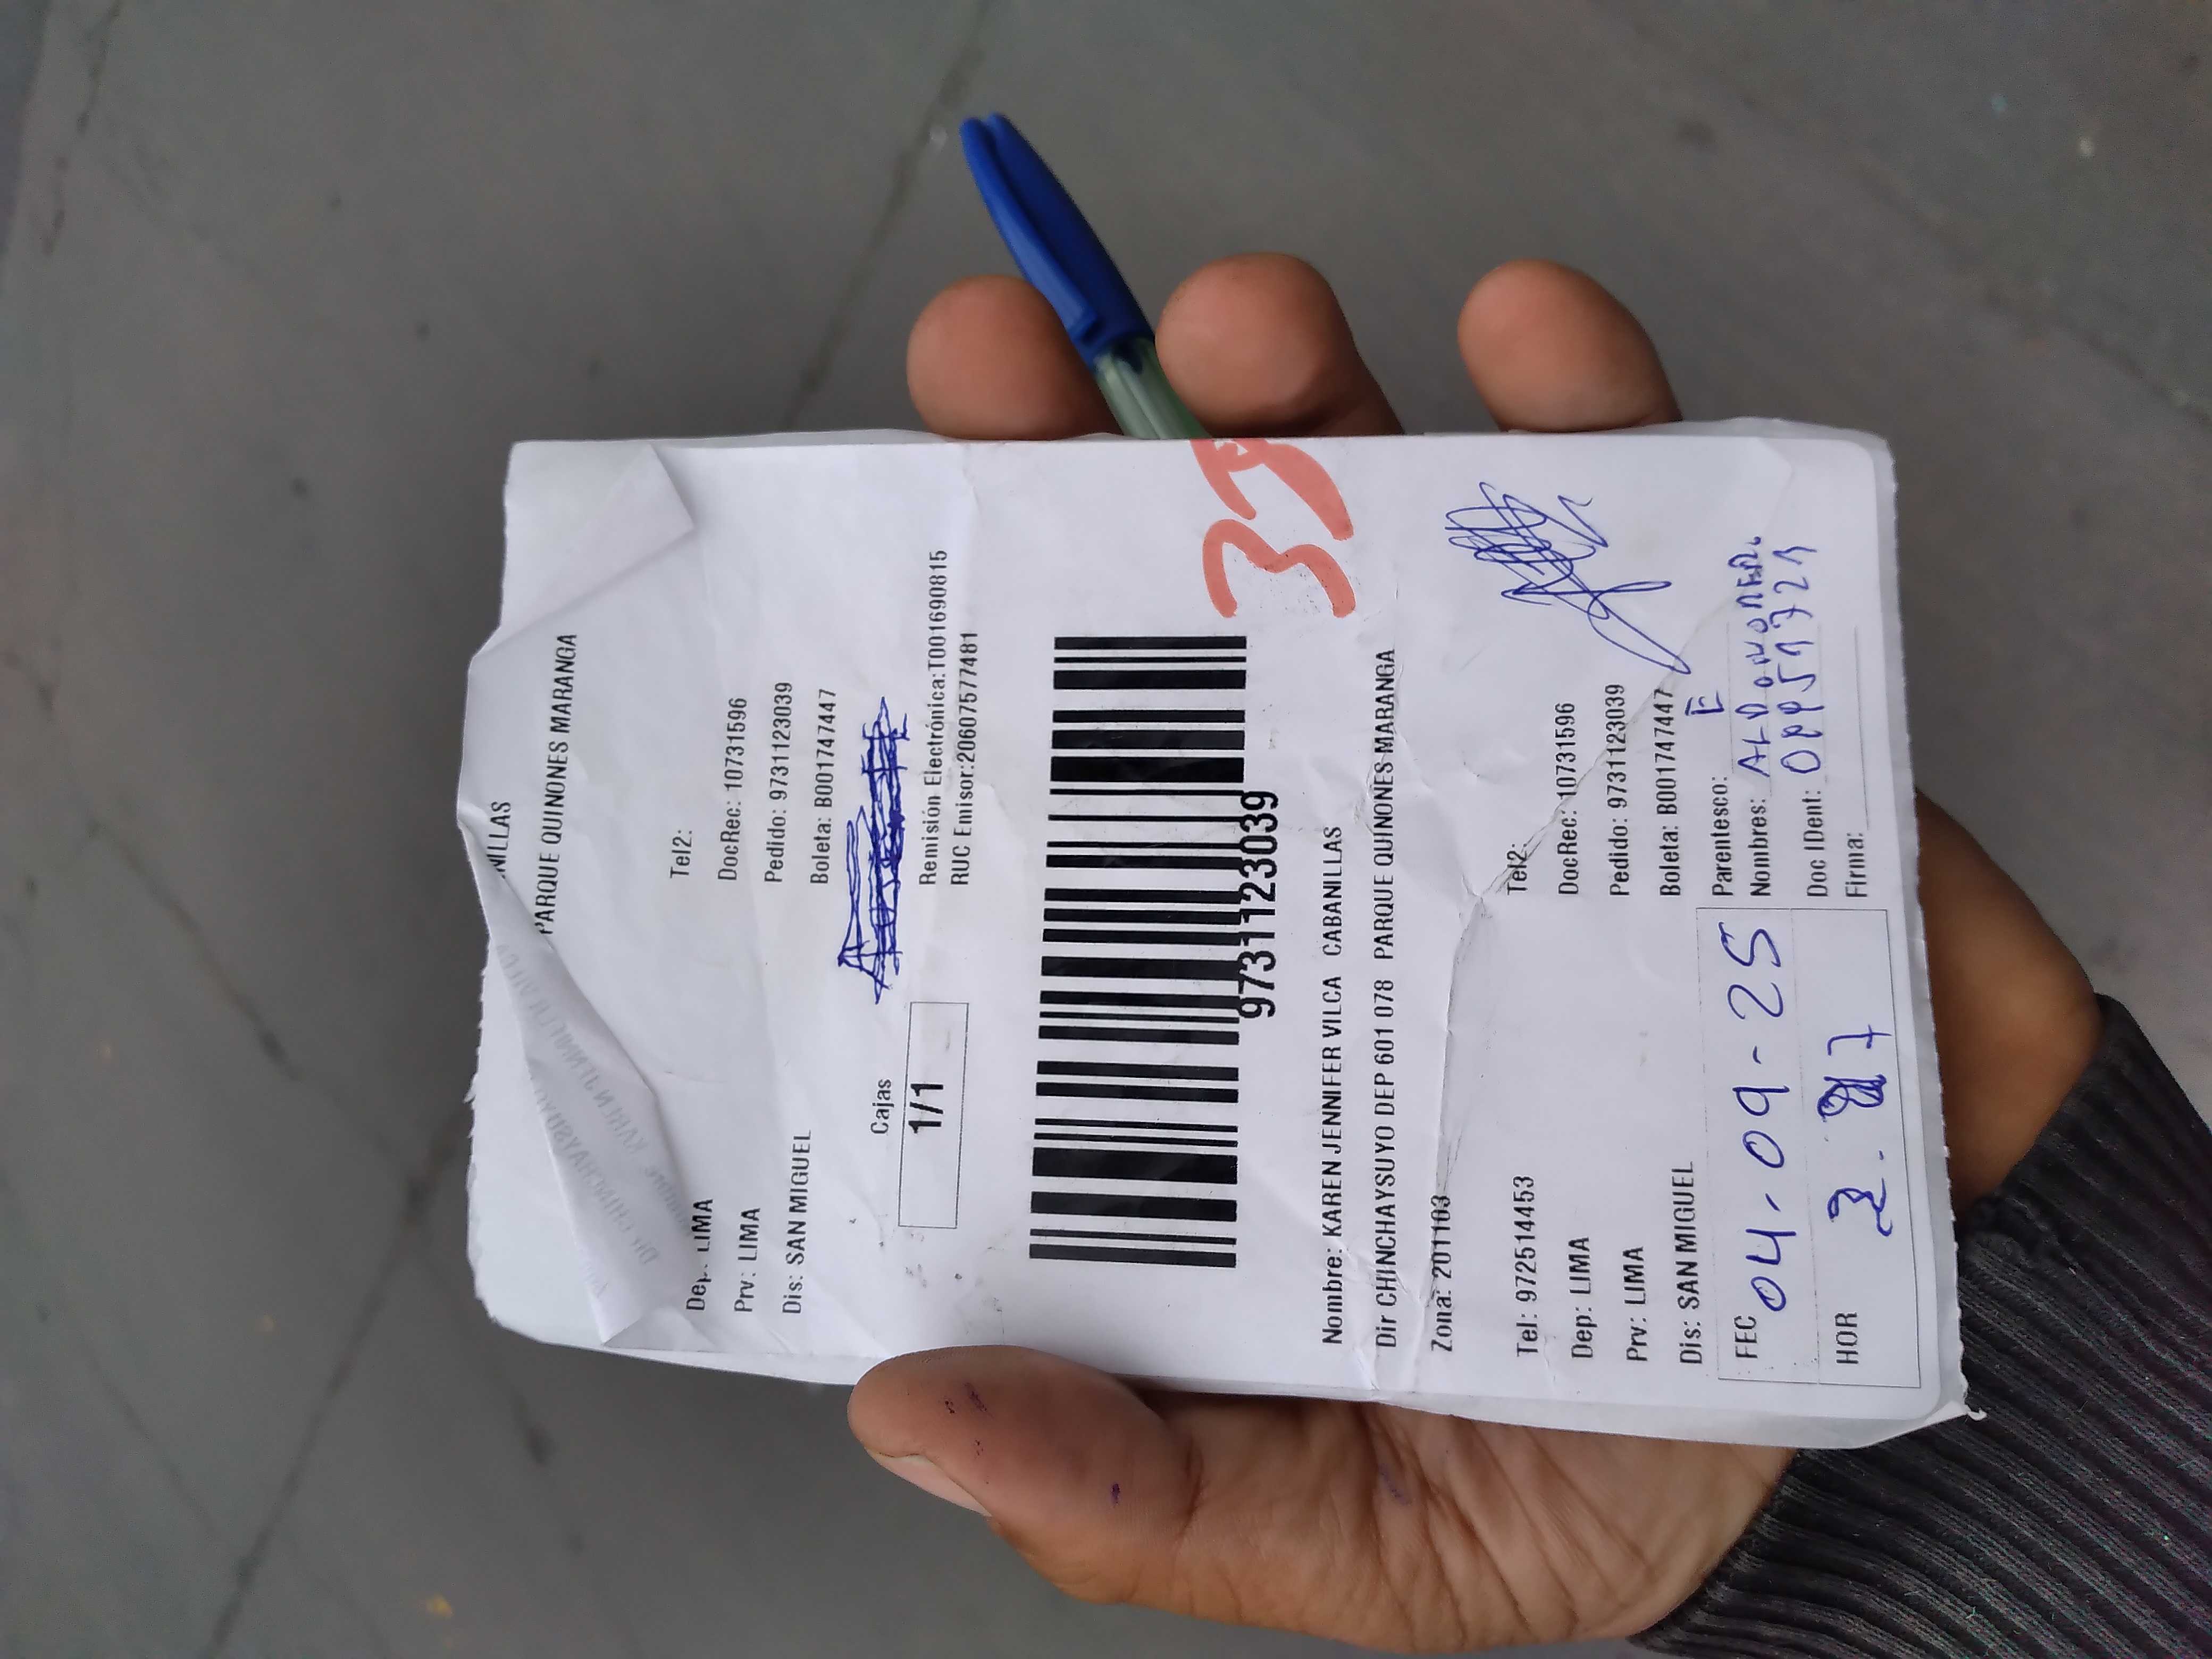 NILLAS
PARQUE QUINONES MARANGA
Dep: LIMA Tel2:
Prv: LIMA DocRec: 10731596
Dis: SAN MIGUEL Pedido: 9731123039
Boleta: B001747447
Cajas
1/1
Remisión Electrónica:T001690815
RUC Emisor:20607577481
9731123039
Nombre: KAREN JENNIFER VILCA CABANILLAS
Dir CHINCHAYSUYO DEP 601 078 PARQUE QUINONES MARANGA
Zona: 201103
Tel: 972514453 Tel2:
Dep: LIMA DocRec: 10731596
Prv: LIMA Pedido: 9731123039
Dis: SAN MIGUEL Boleta: B001747447
FEC 04-09-25 Parentesco: E
Nombres: ALD
HOR Doc IDent:
Firma: